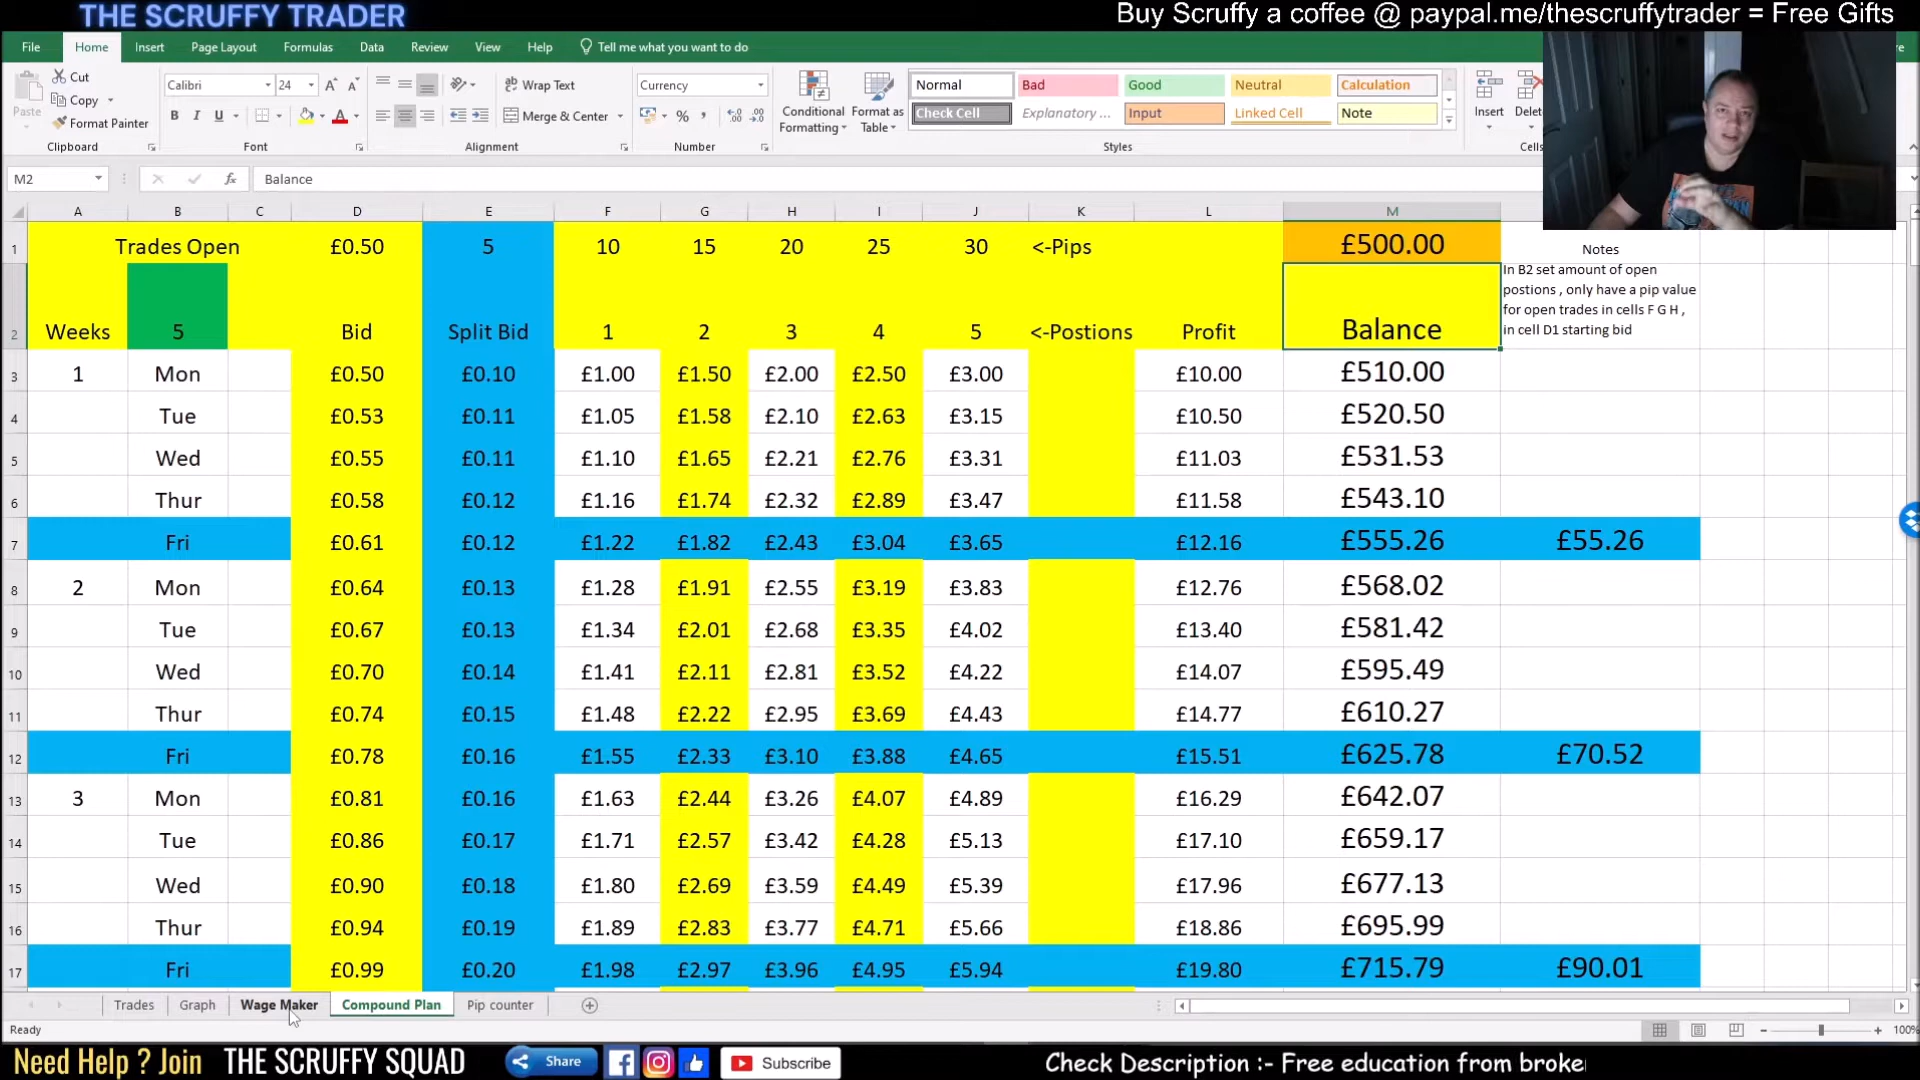 THE SCRUFFY TRADER
Buy Scruffy a coffee @ paypal.me/thescruffytrader = Free Gifts
File Home Insert Page Layout Formulas Data Review View Help Tell me what you want to do
Cut
Copy
Format Painter
Paste
Clipboard
Calibri 24
B I U
Font
Wrap Text
Merge & Center
Alignment
Currency
Number
Conditional Formatting
Format as Table
Normal Bad Good Neutral Calculation
Check Cell Explanatory ... Input Linked Cell Note
Styles
Insert
Cells
M2 fx Balance
A B C D E F G H I J K L M
1 Trades Open £0.50 5 10 15 20 25 30 <-Pips £500.00 Notes
In B2 set amount of open
postions , only have a pip value
for open trades in cells F G H ,
in cell D1 starting bid
2 Weeks 5 Bid Split Bid 1 2 3 4 5 <-Postions Profit Balance
3 1 Mon £0.50 £0.10 £1.00 £1.50 £2.00 £2.50 £3.00 £10.00 £510.00
4 Tue £0.53 £0.11 £1.05 £1.58 £2.10 £2.63 £3.15 £10.50 £520.50
5 Wed £0.55 £0.11 £1.10 £1.65 £2.21 £2.76 £3.31 £11.03 £531.53
6 Thur £0.58 £0.12 £1.16 £1.74 £2.32 £2.89 £3.47 £11.58 £543.10
7 Fri £0.61 £0.12 £1.22 £1.82 £2.43 £3.04 £3.65 £12.16 £555.26 £55.26
8 2 Mon £0.64 £0.13 £1.28 £1.91 £2.55 £3.19 £3.83 £12.76 £568.02
9 Tue £0.67 £0.13 £1.34 £2.01 £2.68 £3.35 £4.02 £13.40 £581.42
10 Wed £0.70 £0.14 £1.41 £2.11 £2.81 £3.52 £4.22 £14.07 £595.49
11 Thur £0.74 £0.15 £1.48 £2.22 £2.95 £3.69 £4.43 £14.77 £610.27
12 Fri £0.78 £0.16 £1.55 £2.33 £3.10 £3.88 £4.65 £15.51 £625.78 £70.52
13 3 Mon £0.81 £0.16 £1.63 £2.44 £3.26 £4.07 £4.89 £16.29 £642.07
14 Tue £0.86 £0.17 £1.71 £2.57 £3.42 £4.28 £5.13 £17.10 £659.17
15 Wed £0.90 £0.18 £1.80 £2.69 £3.59 £4.49 £5.39 £17.96 £677.13
16 Thur £0.94 £0.19 £1.89 £2.83 £3.77 £4.71 £5.66 £18.86 £695.99
17 Fri £0.99 £0.20 £1.98 £2.97 £3.96 £4.95 £5.94 £19.80 £715.79 £90.01
Trades Graph Wage Maker Compound Plan Pip counter
Ready 100%
Need Help ? Join THE SCRUFFY SQUAD Share Subscribe Check Description :- Free education from broke